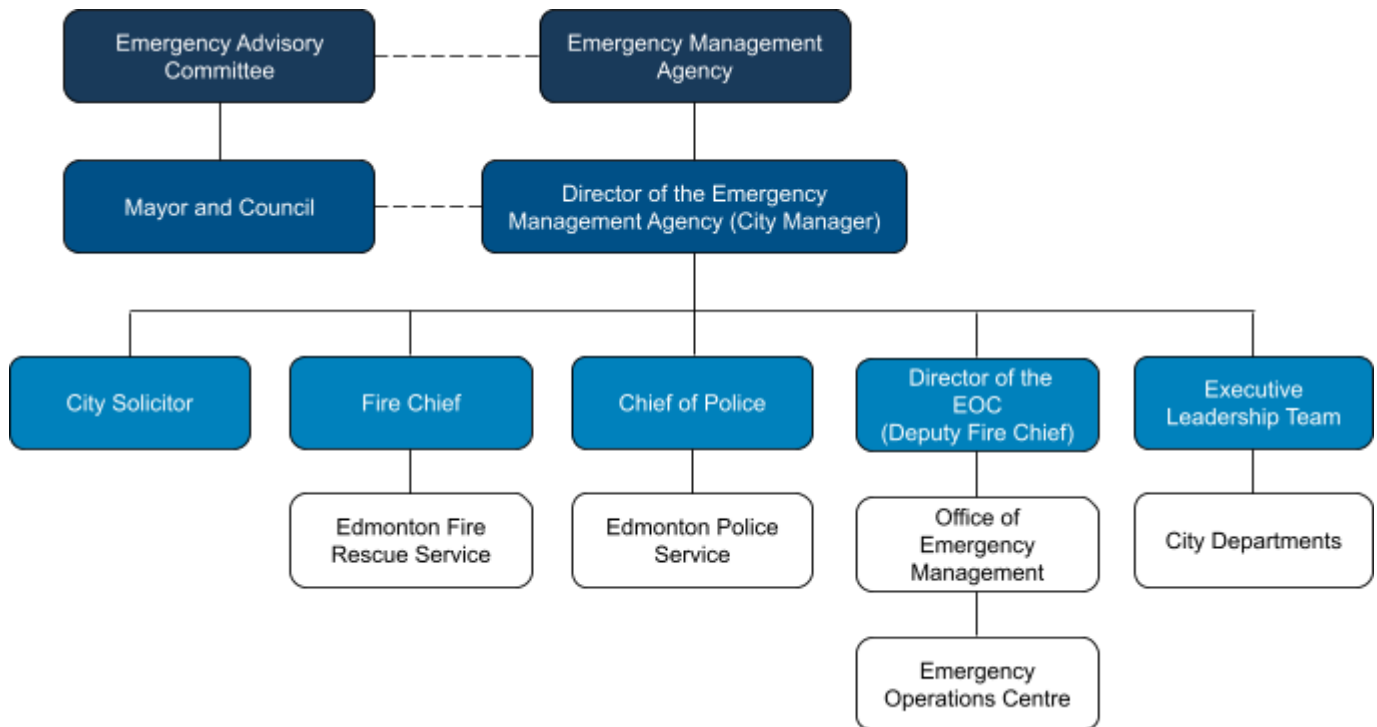 Emergency Advisory
Committee
Emergency Management
Agency
Mayor and Council
Director of the Emergency
Management Agency (City Manager)
City Solicitor
Fire Chief
Chief of Police
Director of the
EOC
(Deputy Fire Chief)
Executive
Leadership Team
Edmonton Fire
Rescue Service
Edmonton Police
Service
Office of
Emergency
Management
City Departments
Emergency
Operations Centre